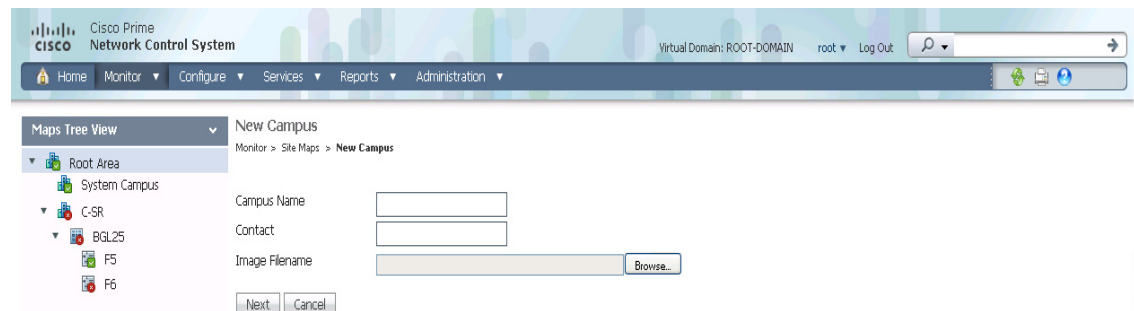 Cisco Prime
CISCO Network Control System
Virtual Domain: ROOT-DOMAIN root Log Out
Home Monitor Configure Services Reports Administration
Maps Tree View
Root Area
System Campus
C-SR
BGL25
F5
F6
New Campus
Monitor > Site Maps > New Campus
Campus Name
Contact
Image Filename Browse...
Next Cancel